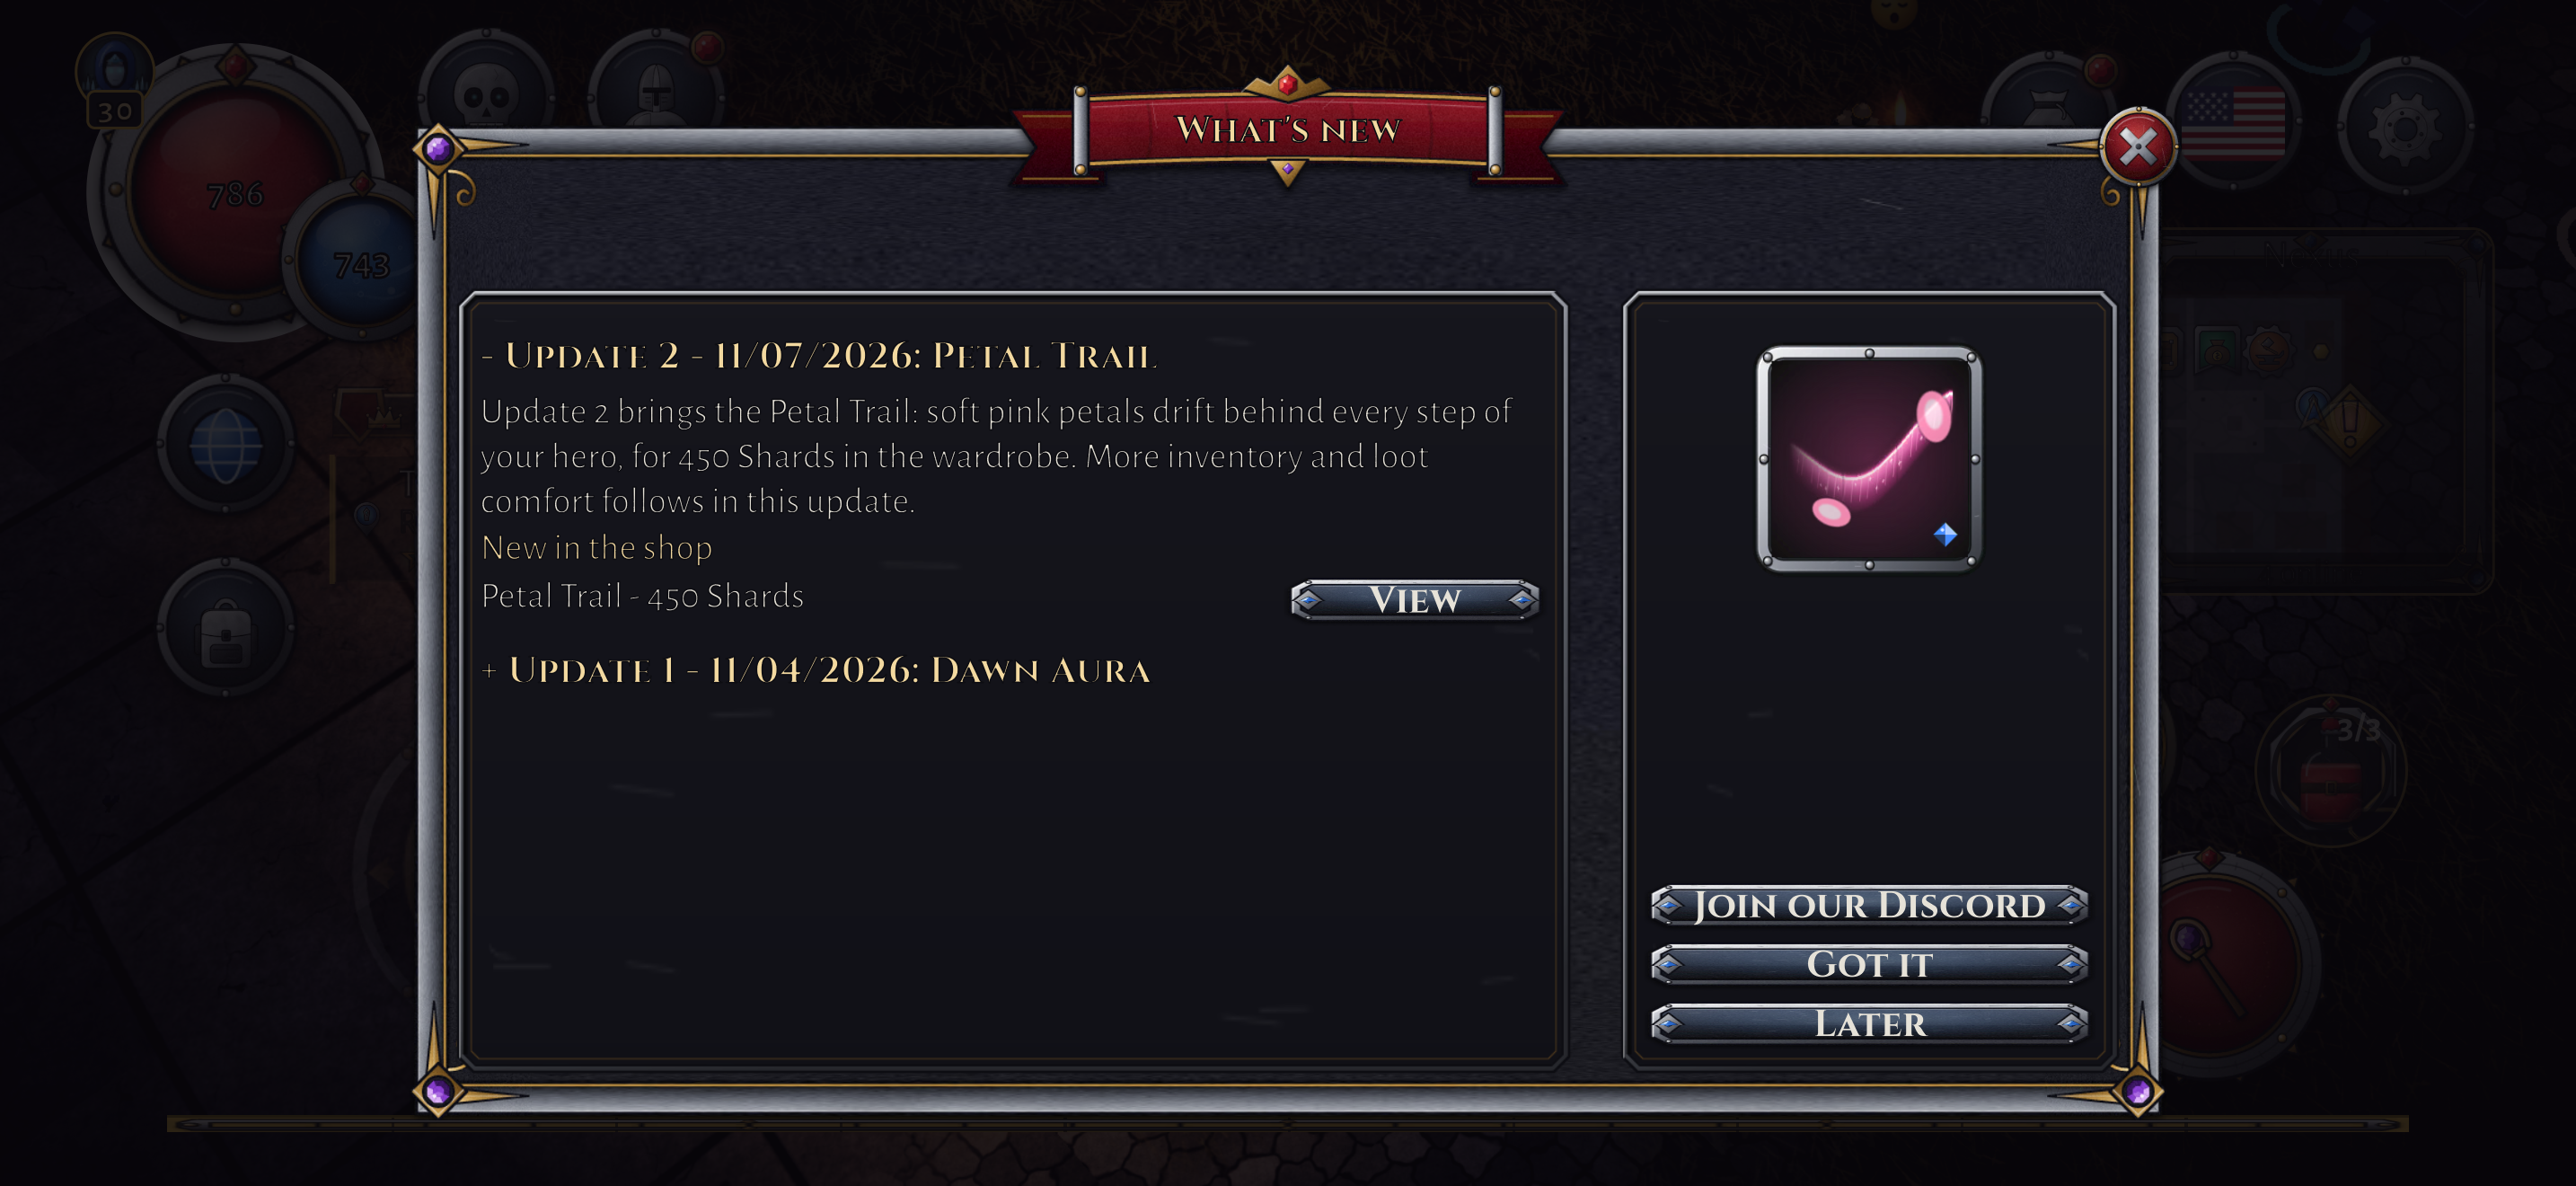 30
786
743
What's new
- Update 2 - 11/07/2026: Petal Trail
Update 2 brings the Petal Trail: soft pink petals drift behind every step of
your hero, for 450 Shards in the wardrobe. More inventory and loot
comfort follows in this update.
New in the shop
Petal Trail - 450 Shards
View
+ Update 1 - 11/04/2026: Dawn Aura
3/3
Join our Discord
Got it
Later